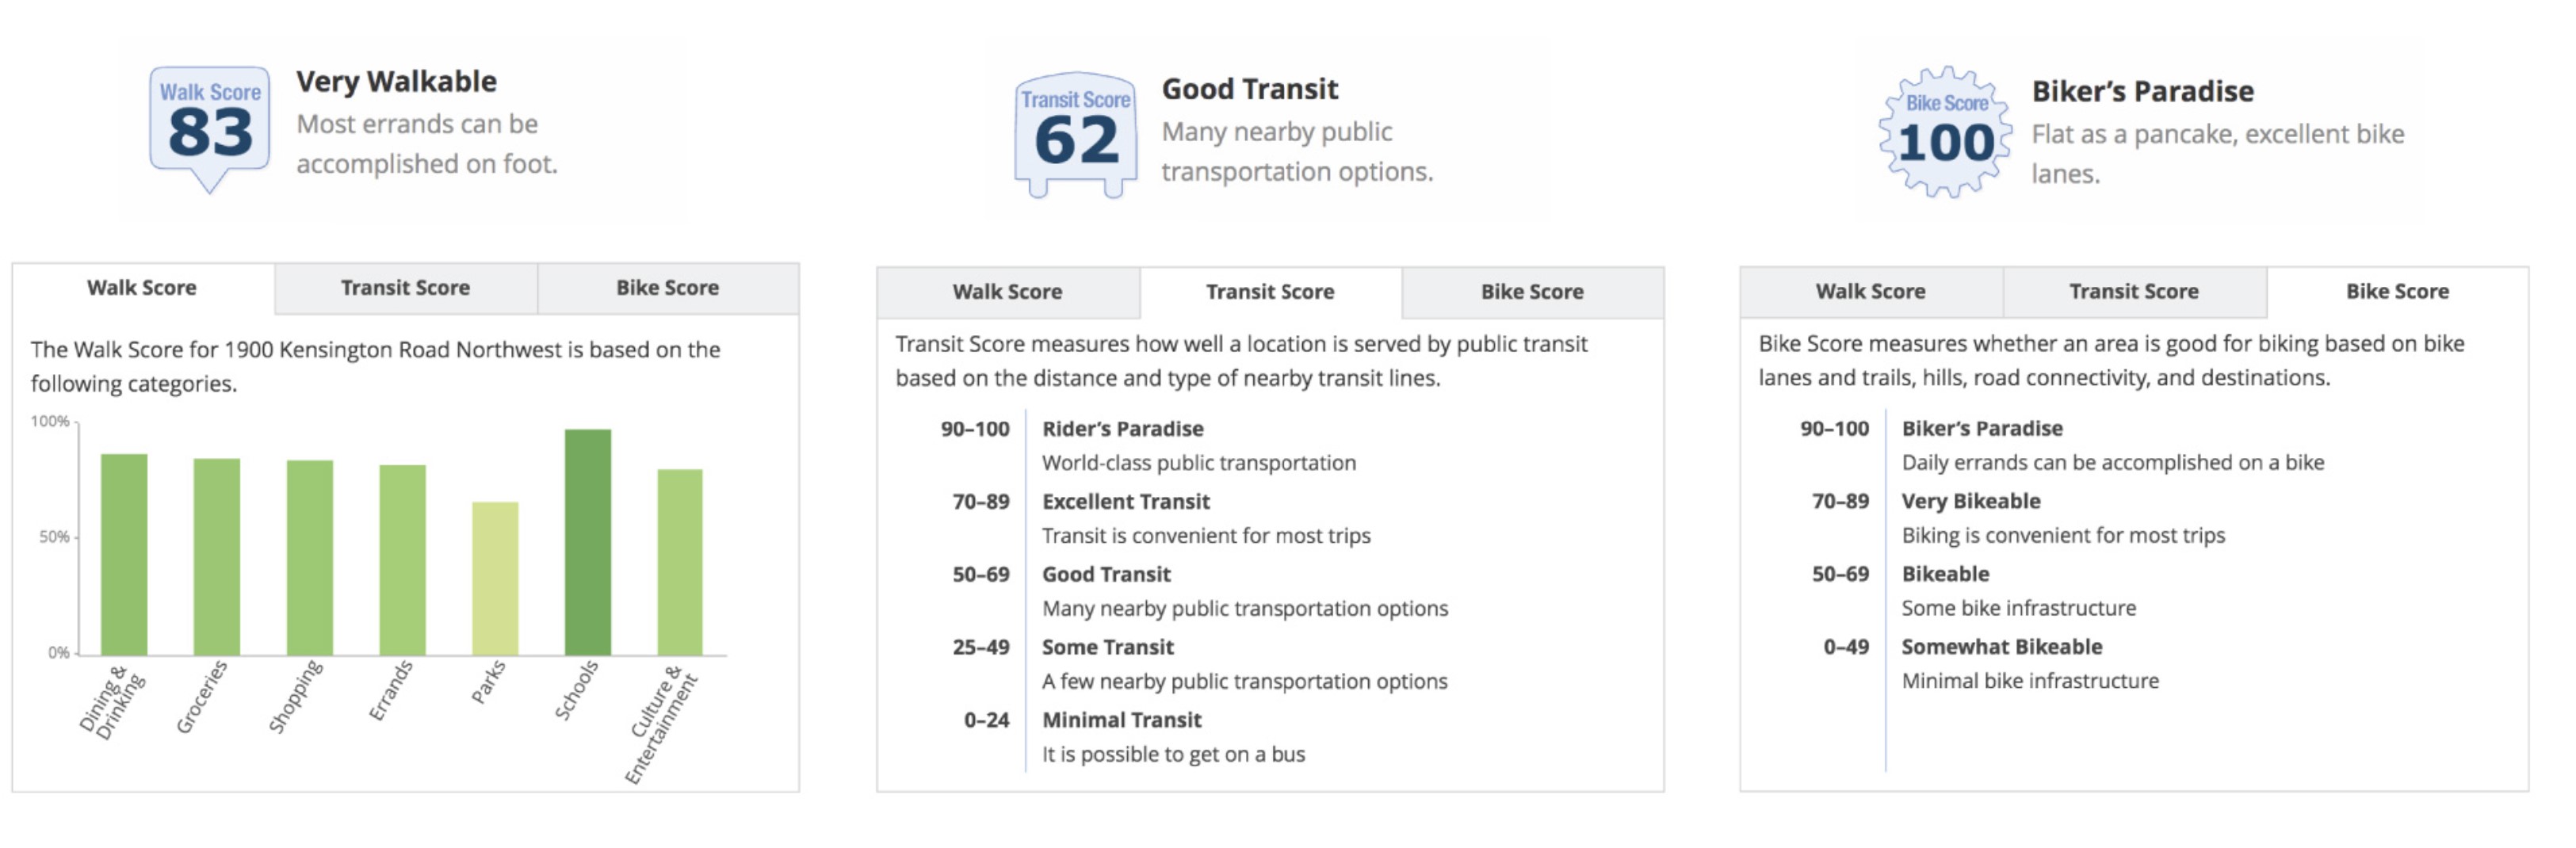 Walk Score
83
Very Walkable
Most errands can be
accomplished on foot.
Transit Score
62
Good Transit
Many nearby public
transportation options.
Bike Score
100
Biker's Paradise
Flat as a pancake, excellent bike
lanes.
Walk Score
Transit Score
Bike Score
The Walk Score for 1900 Kensington Road Northwest is based on the
following categories.
100%
50%
0%
Dining &
Drinking
Groceries
Shopping
Errands
Parks
Schools
Culture &
Entertainment
Walk Score
Transit Score
Bike Score
Transit Score measures how well a location is served by public transit
based on the distance and type of nearby transit lines.
90–100 Rider's Paradise
World-class public transportation
70–89 Excellent Transit
Transit is convenient for most trips
50–69 Good Transit
Many nearby public transportation options
25–49 Some Transit
A few nearby public transportation options
0–24 Minimal Transit
It is possible to get on a bus
Walk Score
Transit Score
Bike Score
Bike Score measures whether an area is good for biking based on bike
lanes and trails, hills, road connectivity, and destinations.
90–100 Biker's Paradise
Daily errands can be accomplished on a bike
70–89 Very Bikeable
Biking is convenient for most trips
50–69 Bikeable
Some bike infrastructure
0–49 Somewhat Bikeable
Minimal bike infrastructure